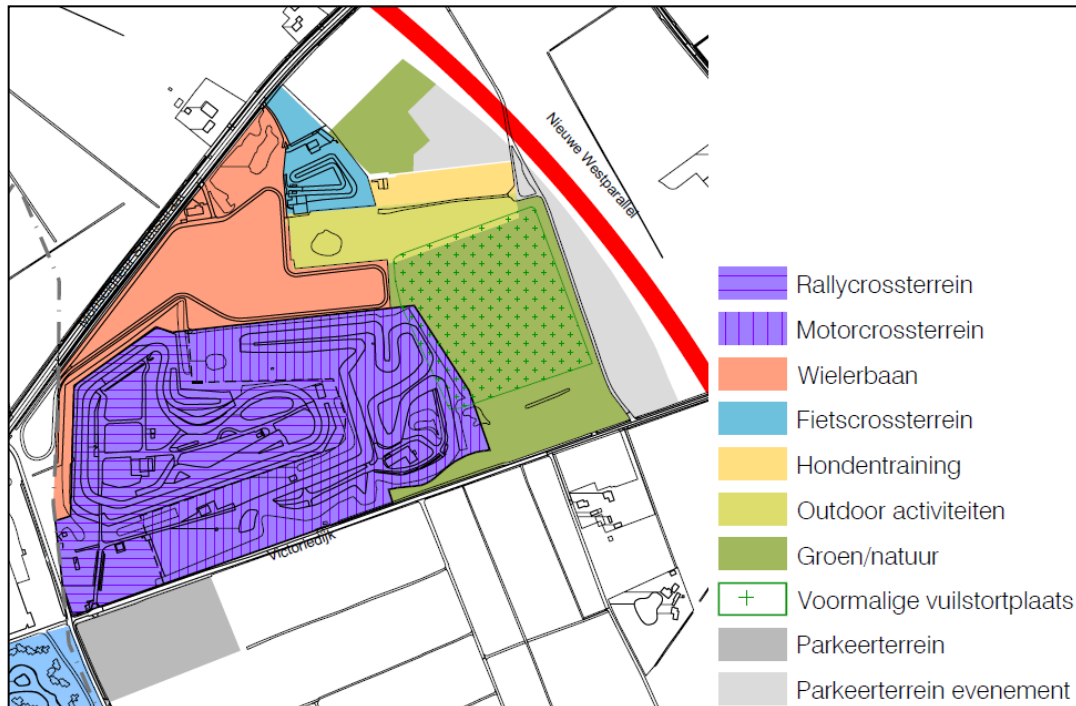 Nieuwe Westparallel
Victoriedijk
Rallycrossterrein
Motorcrossterrein
Wielerbaan
Fietscrossterrein
Hondentraining
Outdoor activiteiten
Groen/natuur
Voormalige vuilstortplaats
Parkeerterrein
Parkeerterrein evenement